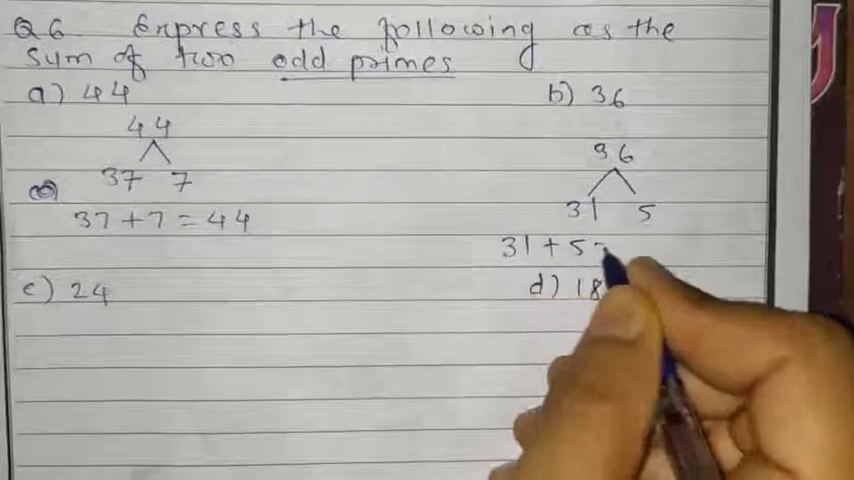 Q6 Express the following as the
sum of two odd primes
a) 44
b) 36
44
37 7
37 + 7 = 44
36
31 5
31 + 5 =
c) 24
d) 18